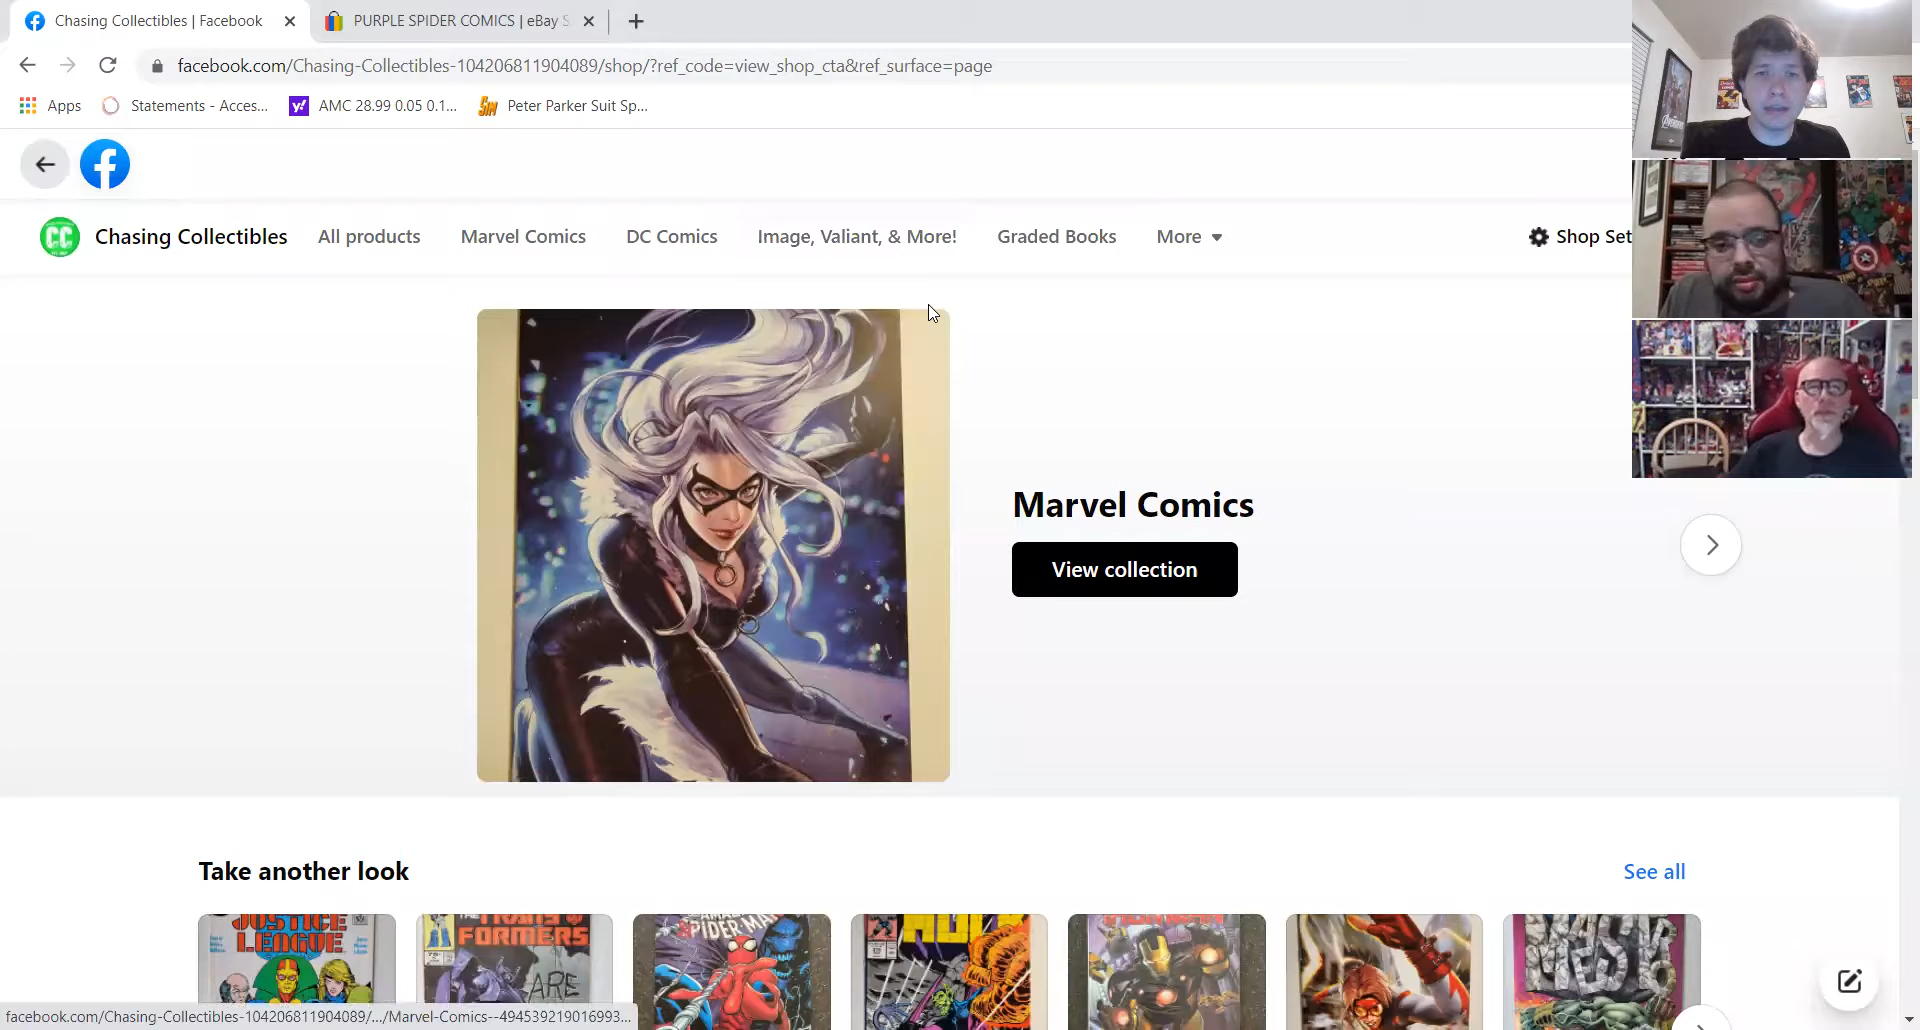 Chasing Collectibles | Facebook
PURPLE SPIDER COMICS | eBay S
facebook.com/Chasing-Collectibles-104206811904089/shop/?ref_code=view_shop_cta&ref_surface=page
Apps
Statements - Acces...
AMC 28.99 0.05 0.1...
Peter Parker Suit Sp...
CC
Chasing Collectibles
All products
Marvel Comics
DC Comics
Image, Valiant, & More!
Graded Books
More
Shop Set
Marvel Comics
View collection
Take another look
See all
JUSTICE
LEAGUE
TRANS
FORMERS
ARE
SPIDER-MAN
facebook.com/Chasing-Collectibles-104206811904089/.../Marvel-Comics--494539219016993...